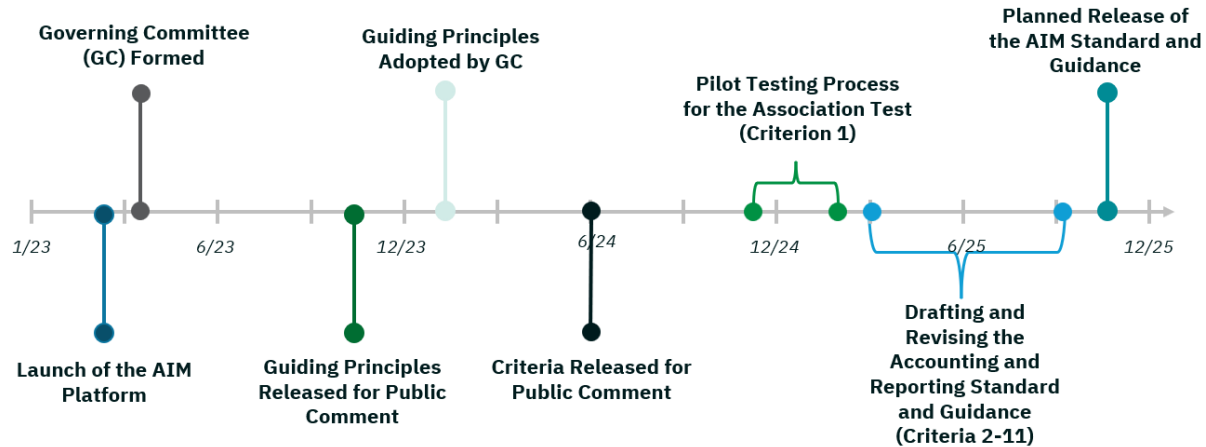 Governing Committee
(GC) Formed
Guiding Principles
Adopted by GC
Pilot Testing Process
for the Association Test
(Criterion 1)
Planned Release of
the AIM Standard and
Guidance
1/23
6/23
12/23
6/24
12/24
6/25
12/25
Launch of the AIM
Platform
Guiding Principles
Released for Public
Comment
Criteria Released for
Public Comment
Drafting and
Revising the
Accounting and
Reporting Standard
and Guidance
(Criteria 2-11)